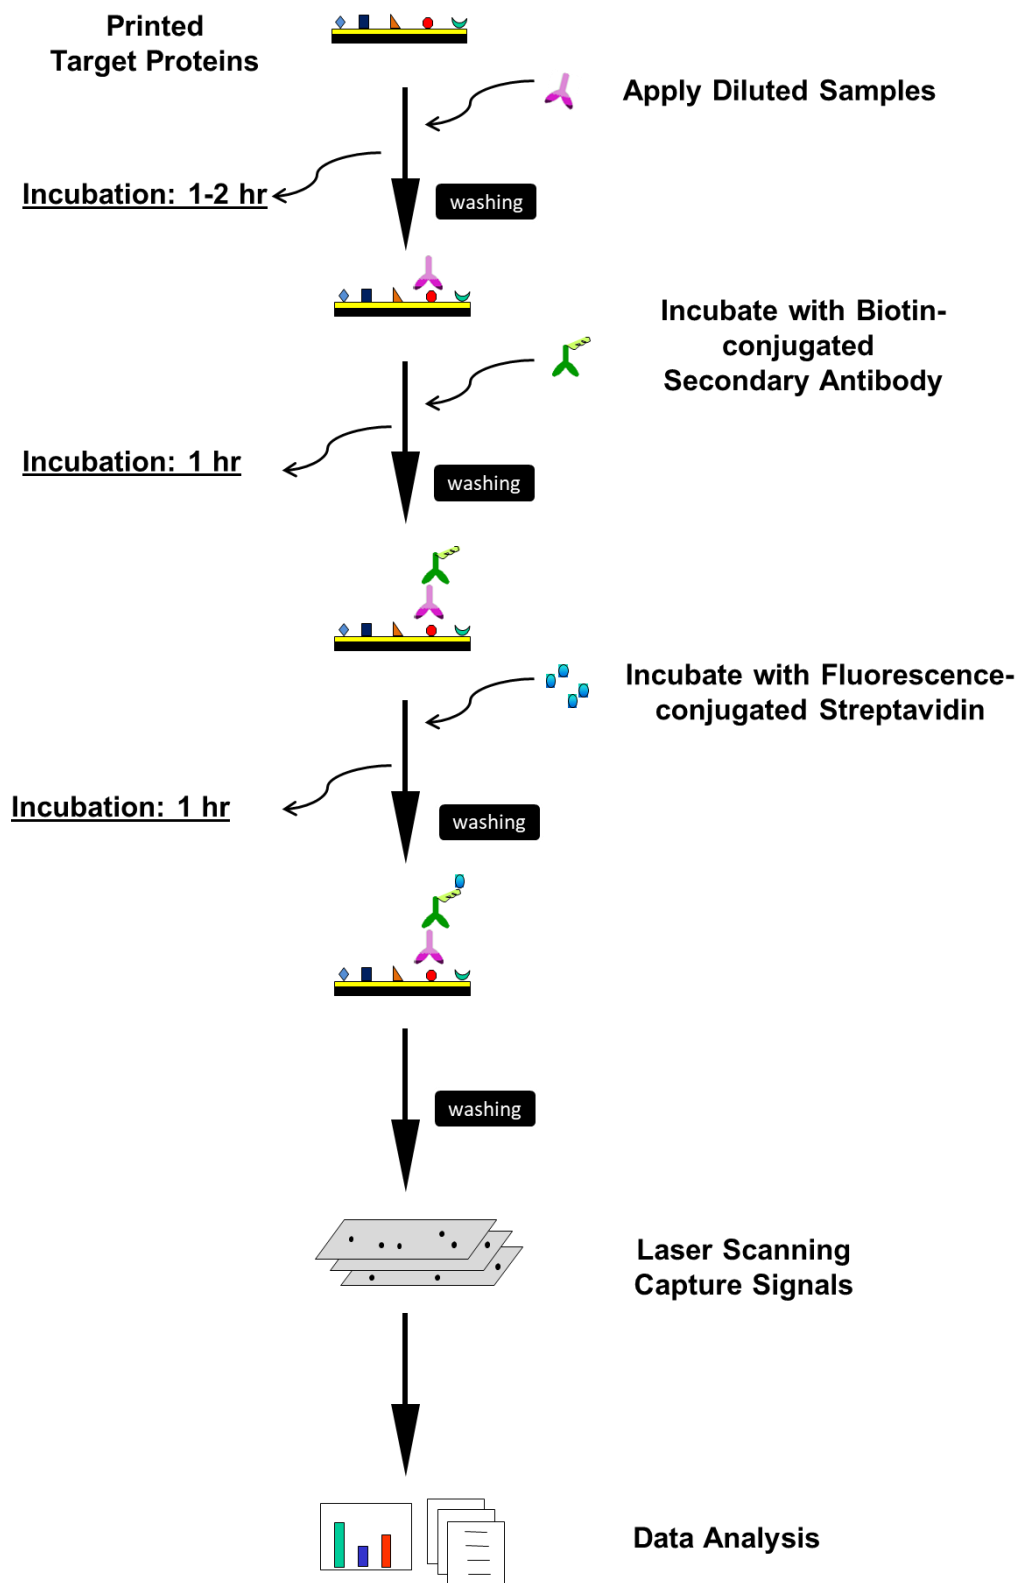 Printed
Target Proteins
Apply Diluted Samples
Incubation: 1-2 hr
washing
Incubate with Biotin-
conjugated
Secondary Antibody
Incubation: 1 hr
washing
Incubate with Fluorescence-
conjugated Streptavidin
Incubation: 1 hr
washing
washing
Laser Scanning
Capture Signals
Data Analysis